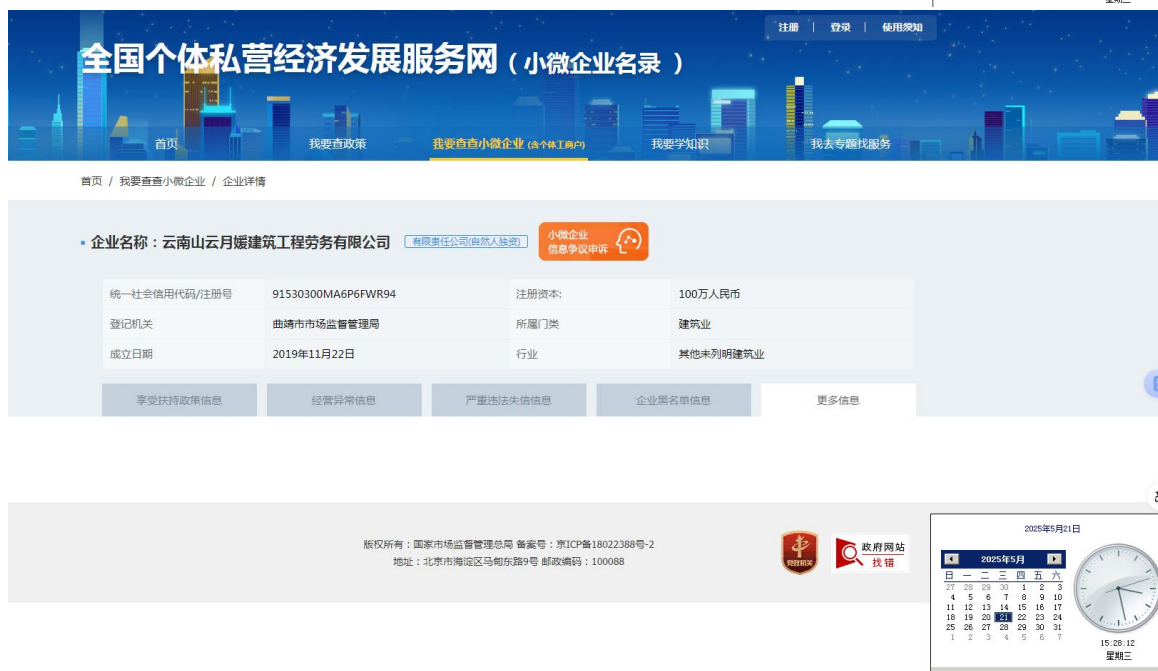 星期三
注册 | 登录 | 使用须知
全国个体私营经济发展服务网（小微企业名录）
首页 我要查政策 我要查查小微企业 (含个体工商户) 我要学知识 我去专题找服务
首页 / 我要查查小微企业 / 企业详情
企业名称：云南山云月媛建筑工程劳务有限公司 有限责任公司(自然人独资) 小微企业
信息争议申诉
统一社会信用代码/注册号 91530300MA6P6FWR94 注册资本: 100万人民币
登记机关 曲靖市市场监督管理局 所属门类 建筑业
成立日期 2019年11月22日 行业 其他未列明建筑业
享受扶持政策信息 经营异常信息 严重违法失信信息 企业黑名单信息 更多信息
版权所有：国家市场监督管理总局 备案号：京ICP备18022388号-2
地址：北京市海淀区马甸东路9号 邮政编码：100088
党政机关
政府网站
找错
2025年5月21日
2025年5月
日 一 二 三 四 五 六
27 28 29 30 1 2 3
4 5 6 7 8 9 10
11 12 13 14 15 16 17
18 19 20 21 22 23 24
25 26 27 28 29 30 31
1 2 3 4 5 6 7
15:28:12
星期三